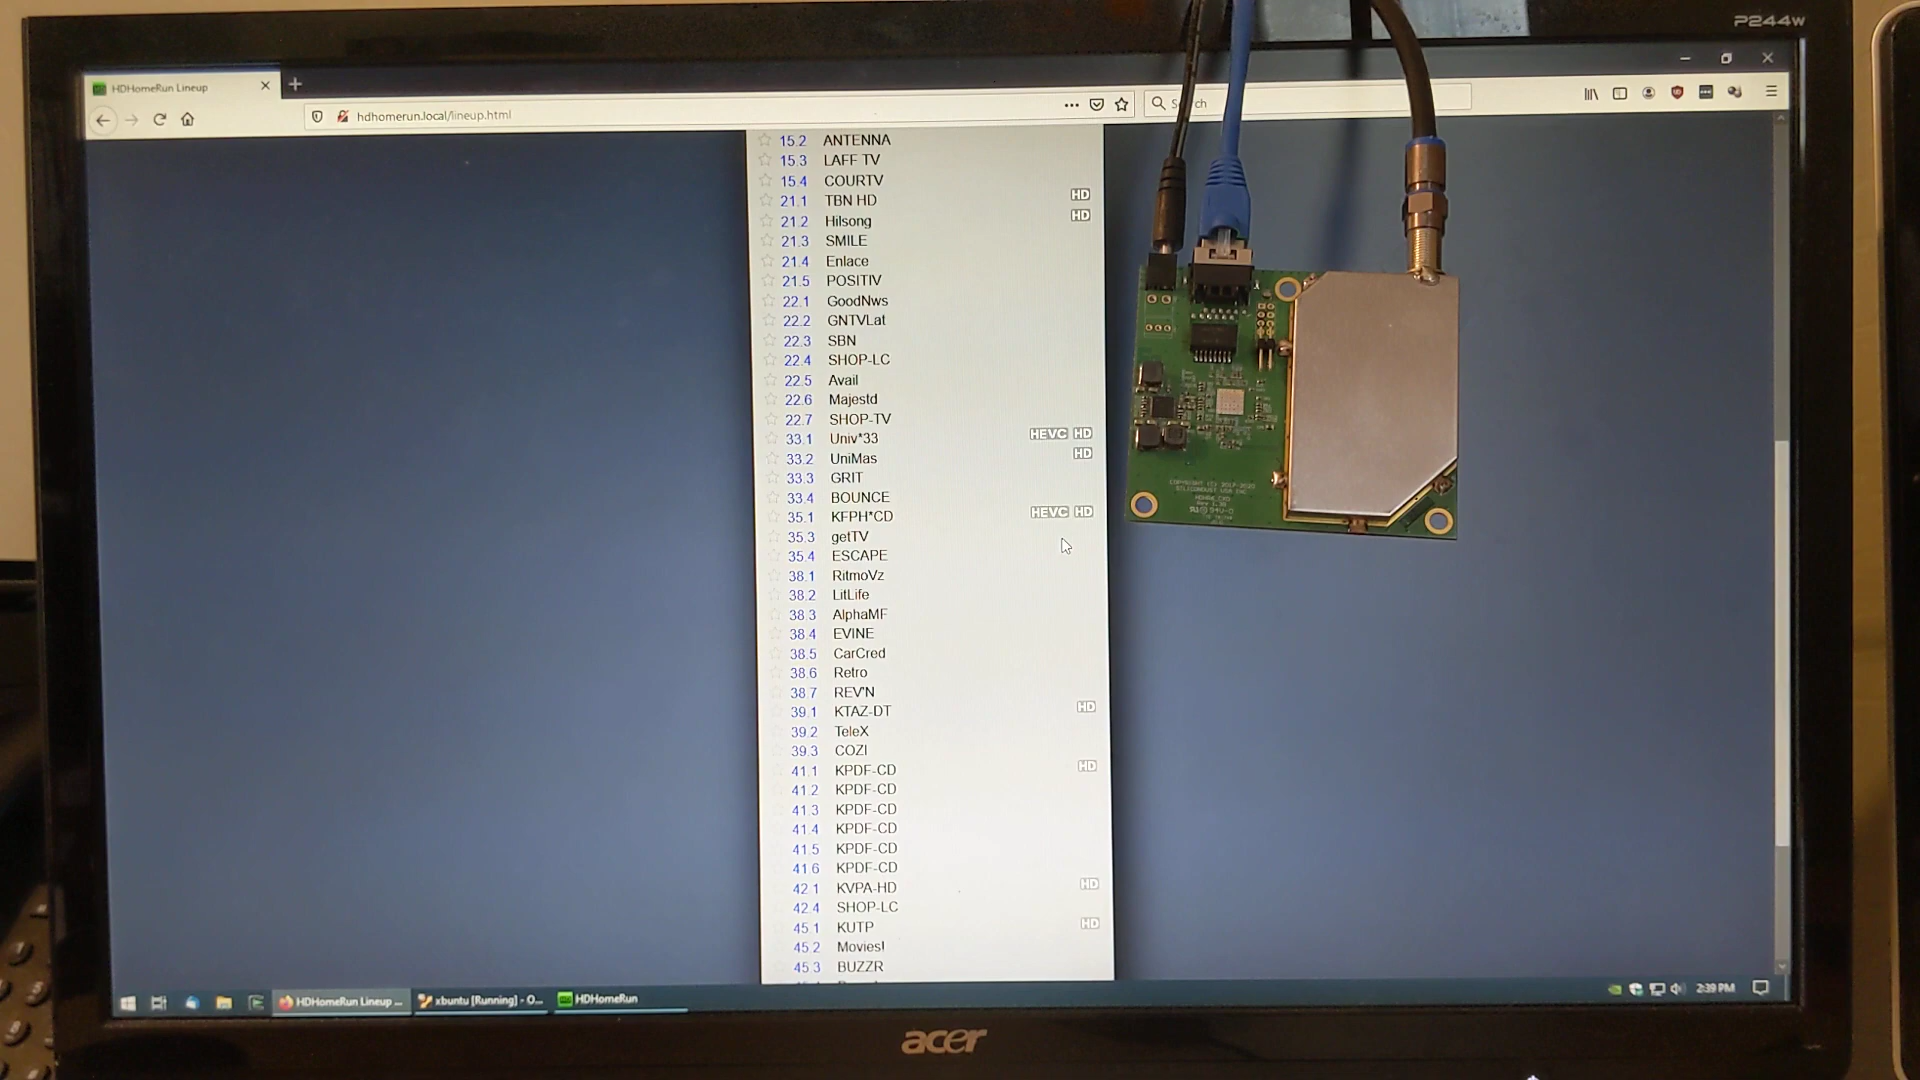 P244w
HDHomeRun Lineup
hdhomerun.local/lineup.html
15.2 ANTENNA
15.3 LAFF TV
15.4 COURTV
21.1 TBN HD HD
21.2 Hilsong HD
21.3 SMILE
21.4 Enlace
21.5 POSITIV
22.1 GoodNws
22.2 GNTVLat
22.3 SBN
22.4 SHOP-LC
22.5 Avail
22.6 Majestd
22.7 SHOP-TV
33.1 Univ*33 HEVC HD
33.2 UniMas HD
33.3 GRIT
33.4 BOUNCE
35.1 KFPH*CD HEVC HD
35.3 getTV
35.4 ESCAPE
38.1 RitmoVz
38.2 LitLife
38.3 AlphaMF
38.4 EVINE
38.5 CarCred
38.6 Retro
38.7 REV'N
39.1 KTAZ-DT HD
39.2 TeleX
39.3 COZI
41.1 KPDF-CD HD
41.2 KPDF-CD
41.3 KPDF-CD
41.4 KPDF-CD
41.5 KPDF-CD
41.6 KPDF-CD
42.1 KVPA-HD HD
42.4 SHOP-LC
45.1 KUTP HD
45.2 Movies!
45.3 BUZZR
COPYRIGHT (C) 2017-2020
SILICONDUST USA INC
94V-0
HDHomeRun Lineup ...
xbuntu [Running] - O...
HDHomeRun
2:39 PM
acer